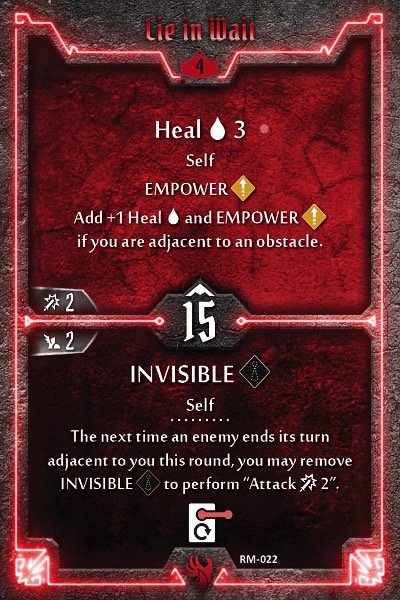 Lie in Wait
4
Heal 3
Self
EMPOWER
Add +1 Heal and EMPOWER
if you are adjacent to an obstacle.
2
15
2
INVISIBLE
Self
The next time an enemy ends its turn
adjacent to you this round, you may remove
INVISIBLE to perform “Attack 2”.
RM-022